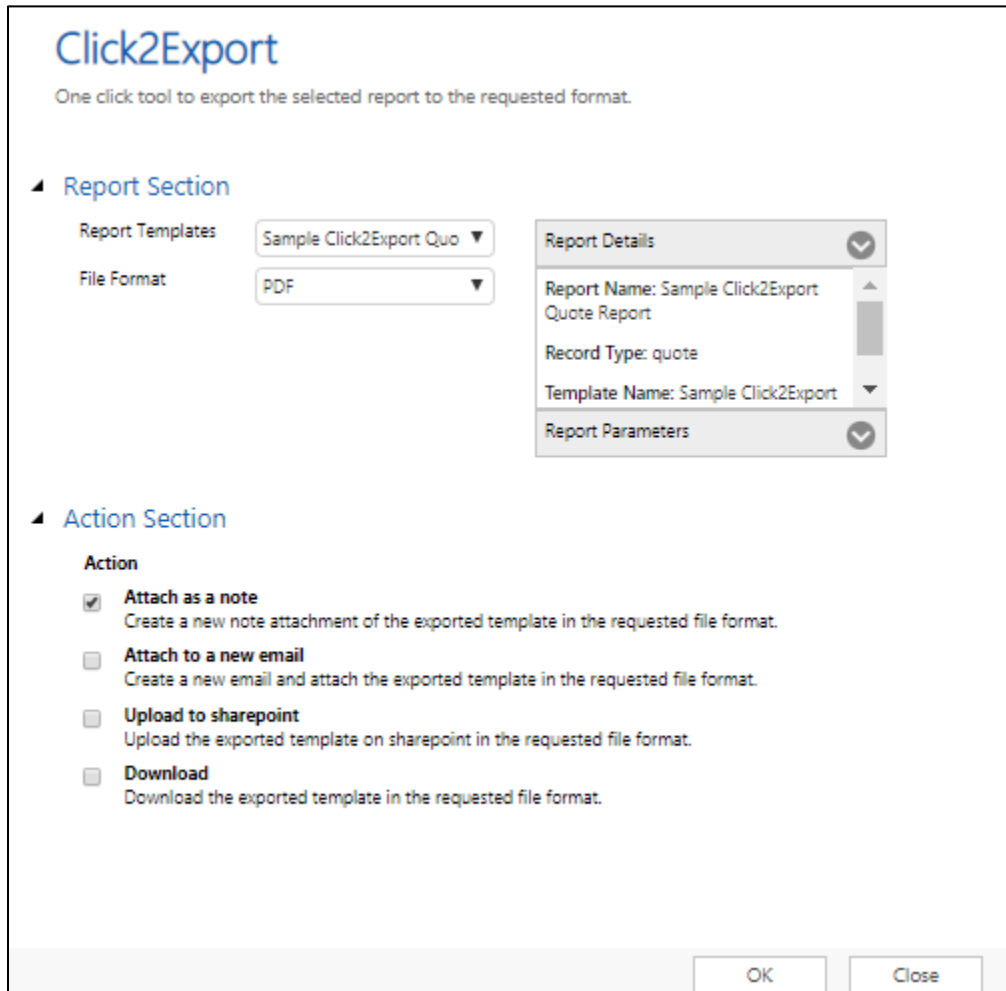 Click2Export
One click tool to export the selected report to the requested format.
Report Section
Report Templates
Sample Click2Export Quo
File Format
PDF
Report Details
Report Name: Sample Click2Export
Quote Report
Record Type: quote
Template Name: Sample Click2Export
Report Parameters
Action Section
Action
Attach as a note
Create a new note attachment of the exported template in the requested file format.
Attach to a new email
Create a new email and attach the exported template in the requested file format.
Upload to sharepoint
Upload the exported template on sharepoint in the requested file format.
Download
Download the exported template in the requested file format.
OK
Close